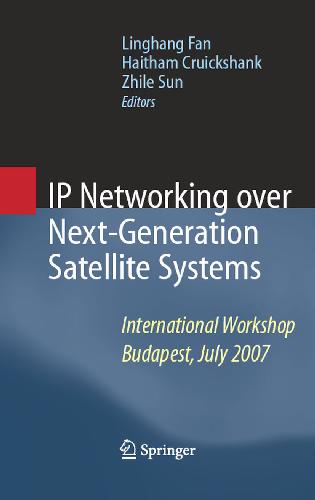 Linghang Fan
Haitham Cruickshank
Zhile Sun
Editors
IP Networking over
Next-Generation
Satellite Systems
International Workshop
Budapest, July 2007
Springer